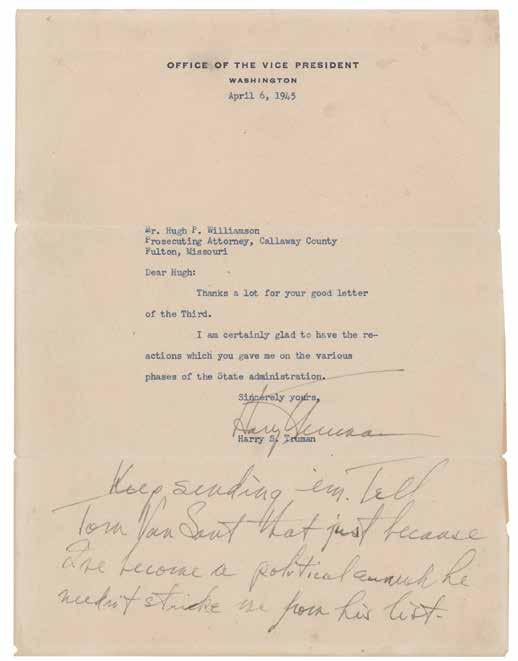 OFFICE OF THE VICE PRESIDENT
WASHINGTON
April 6, 1945
Mr. Hugh P. Williamson
Prosecuting Attorney, Callaway County
Fulton, Missouri
Dear Hugh:
Thanks a lot for your good letter
of the Third.
I am certainly glad to have the re-
actions which you gave me on the various
phases of the State administration.
Sincerely yours,
Harry S Truman
Harry S. Truman
Keep sending 'em. Tell
Tom Van Sant that just because
I've become a political eunuch he
needn't strike me from his list.